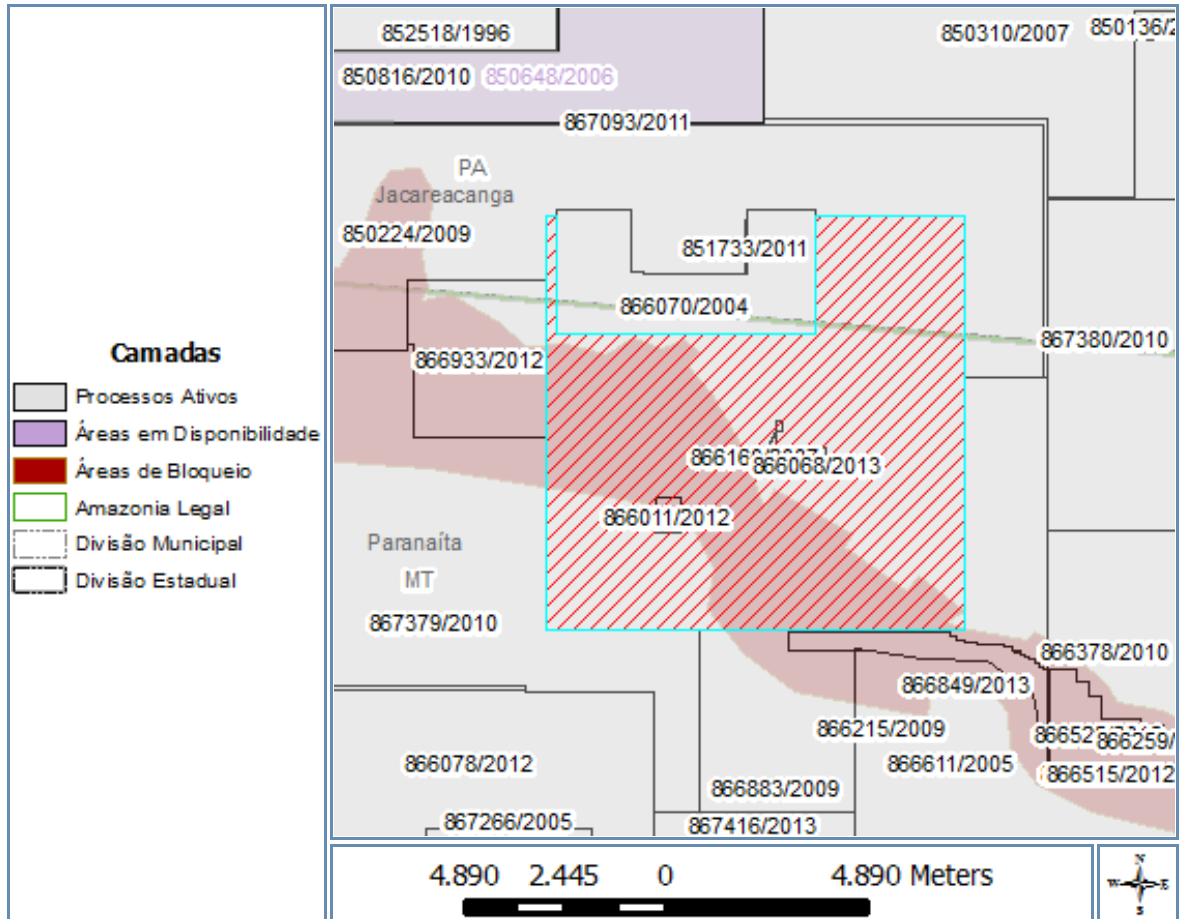 Camadas
Processos Ativos
Áreas em Disponibilidade
Áreas de Bloqueio
Amazonia Legal
Divisão Municipal
Divisão Estadual
852518/1996
850310/2007
850816/2010
850648/2006
867093/2011
PA
Jacareacanga
850224/2009
851733/2011
866070/2004
867380/2010
866933/2012
866068/2013
866011/2012
Paranaíta
MT
867379/2010
866378/2010
866849/2013
866215/2009
866259/
866078/2012
866611/2005
866515/2012
866883/2009
867266/2005
867416/2013
4.890 2.445 0 4.890 Meters
N
W E
S